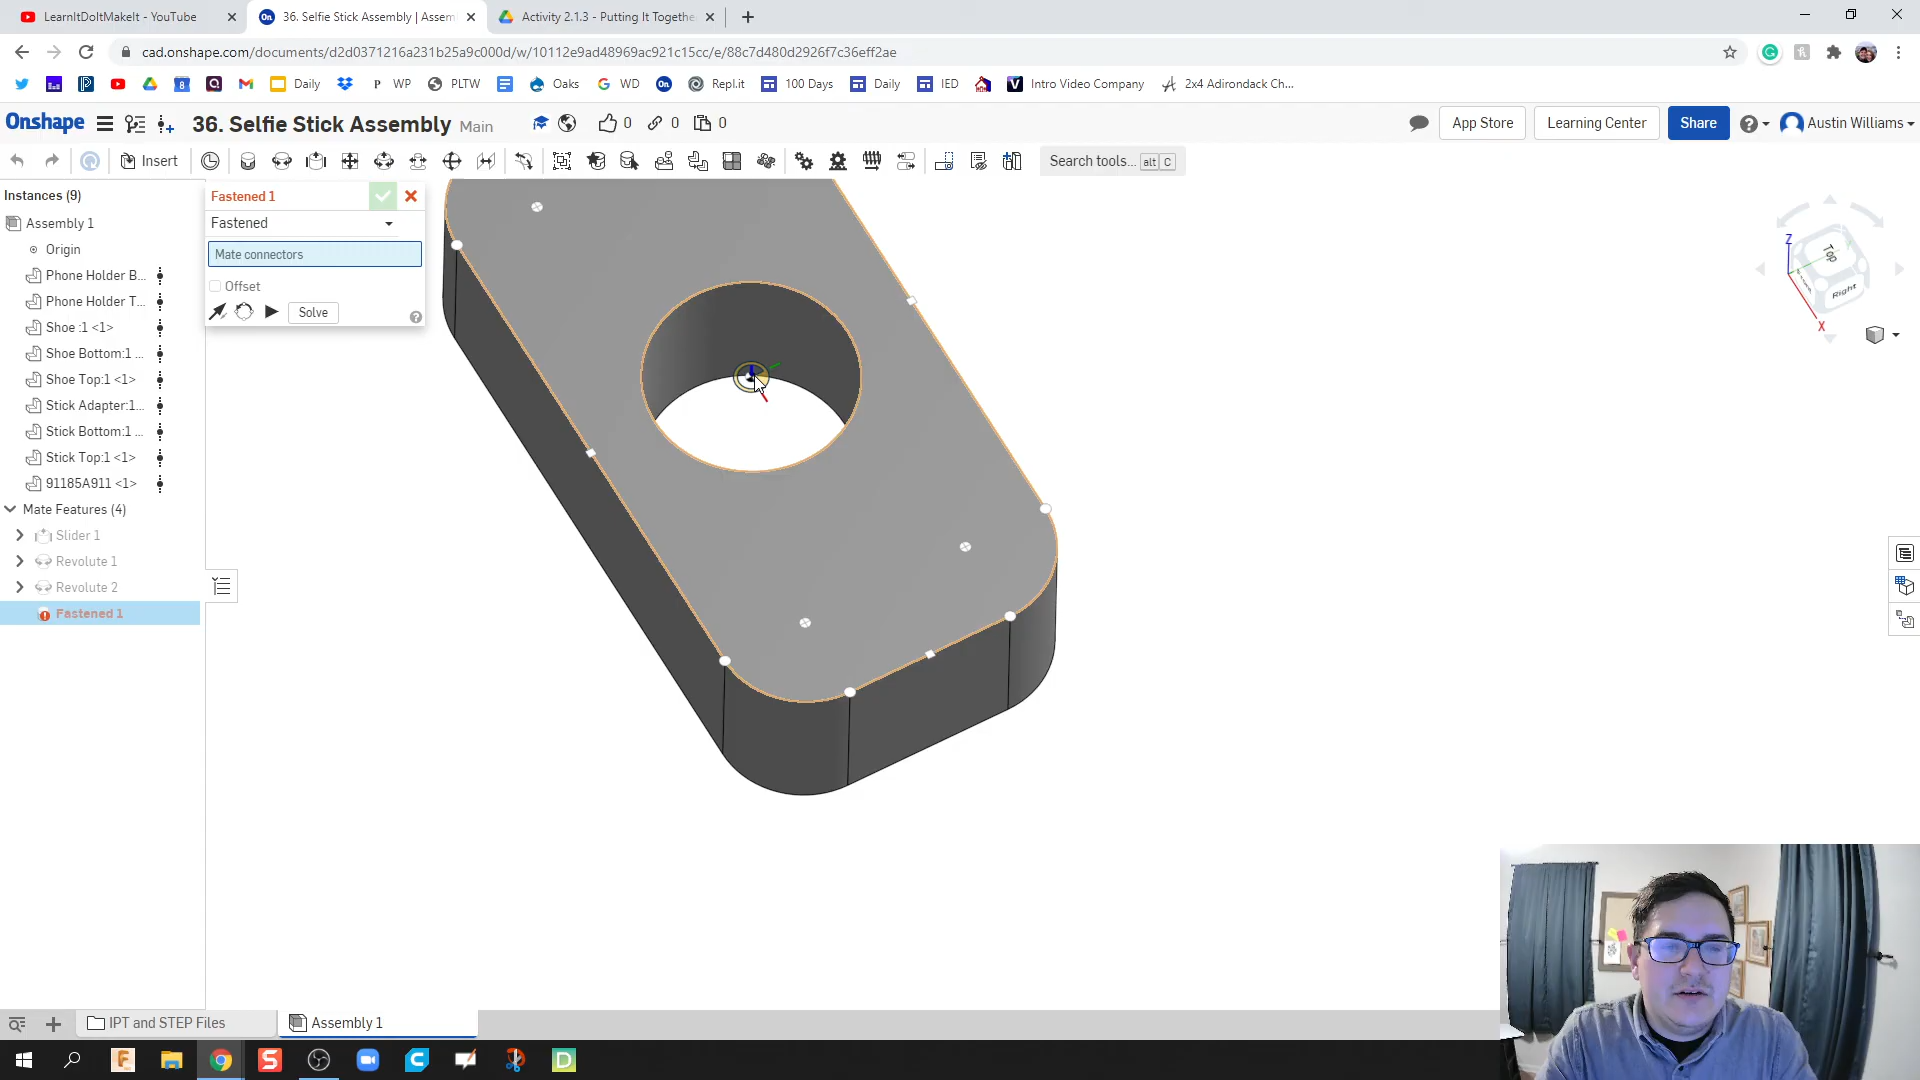 LearnItDoItMakeIt - YouTube
36. Selfie Stick Assembly | Assem
Activity 2.1.3 - Putting It Togethe
cad.onshape.com/documents/d2d0371216a231b25a9c000d/w/10112e9ad48969ac921c15cc/e/88c7d480d2926f7c36eff2ae
Daily
WP
PLTW
Oaks
WD
Repl.it
100 Days
Daily
IED
Intro Video Company
2x4 Adirondack Ch...
Onshape
36. Selfie Stick Assembly Main
0
0
0
App Store
Learning Center
Share
Austin Williams
Insert
Search tools... alt C
Instances (9)
Assembly 1
Origin
Phone Holder B...
Phone Holder T...
Shoe :1 <1>
Shoe Bottom:1 ...
Shoe Top:1 <1>
Stick Adapter:1...
Stick Bottom:1 ...
Stick Top:1 <1>
91185A911 <1>
Mate Features (4)
Slider 1
Revolute 1
Revolute 2
Fastened 1
Fastened 1
Fastened
Mate connectors
Offset
Solve
Z
Top
Right
X
IPT and STEP Files
Assembly 1